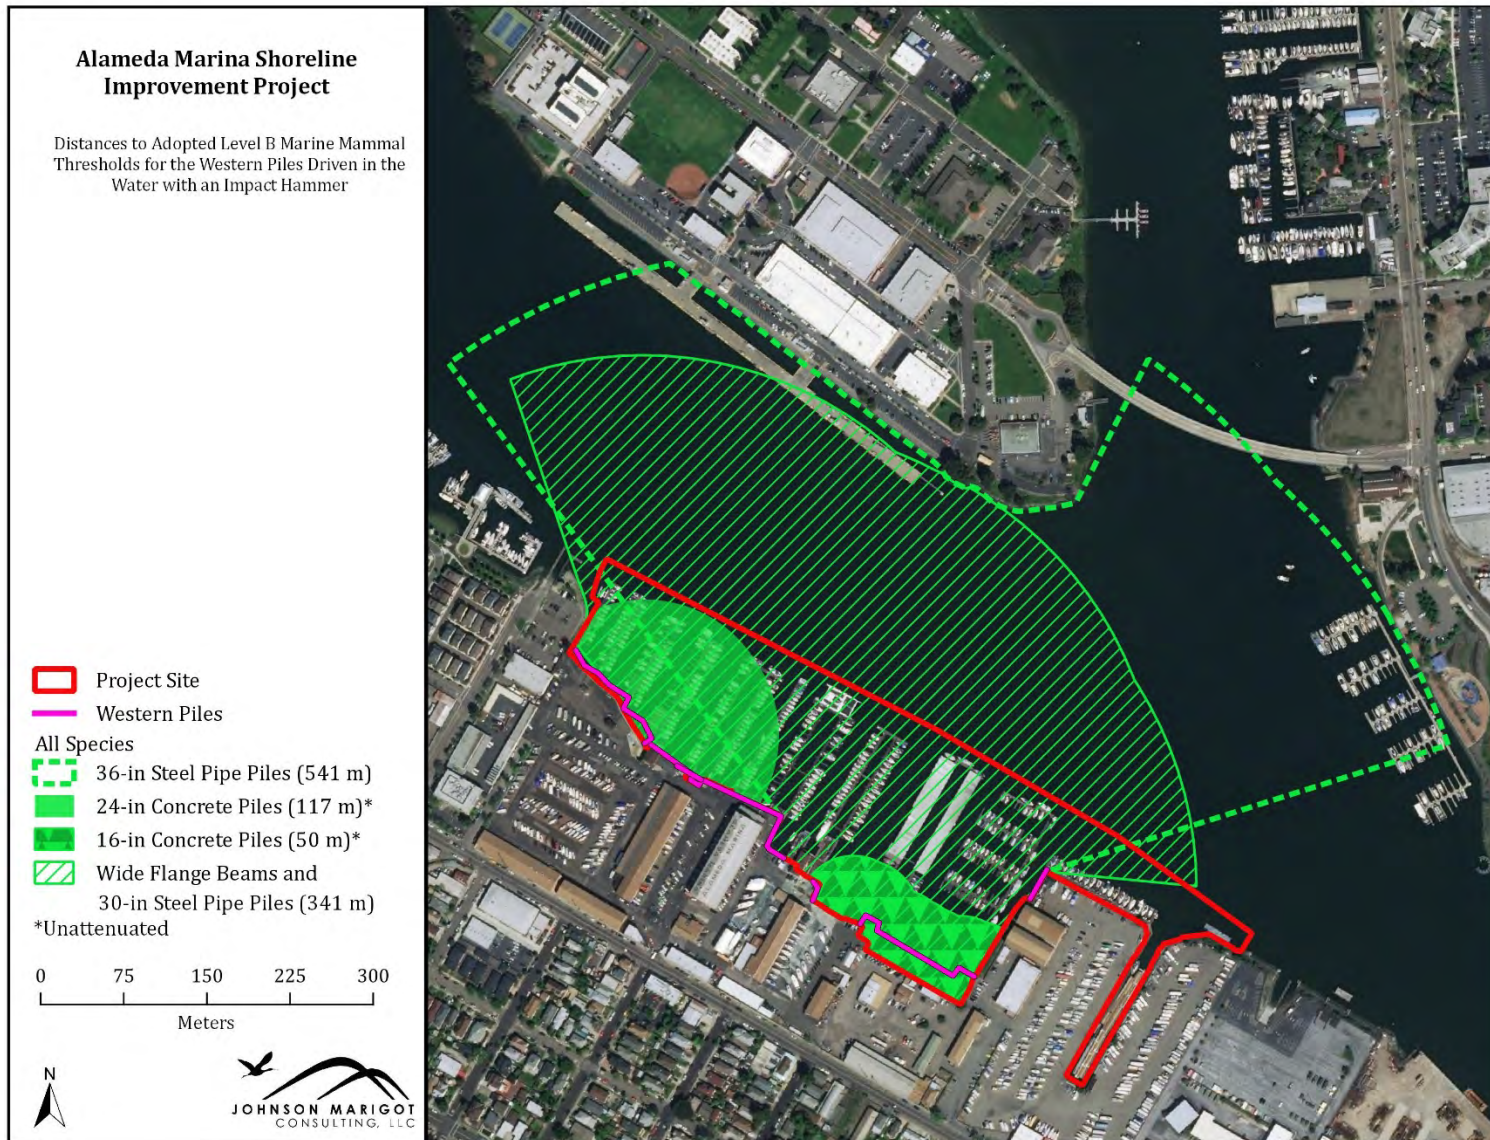 Alameda Marina Shoreline
Improvement Project
Distances to Adopted Level B Marine Mammal
Thresholds for the Western Piles Driven in the
Water with an Impact Hammer
Project Site
Western Piles
All Species
36-in Steel Pipe Piles (541 m)
24-in Concrete Piles (117 m)*
16-in Concrete Piles (50 m)*
Wide Flange Beams and
30-in Steel Pipe Piles (341 m)
*Unattenuated
0 75 150 225 300
Meters
N
JOHNSON MARIGOT
CONSULTING, LLC